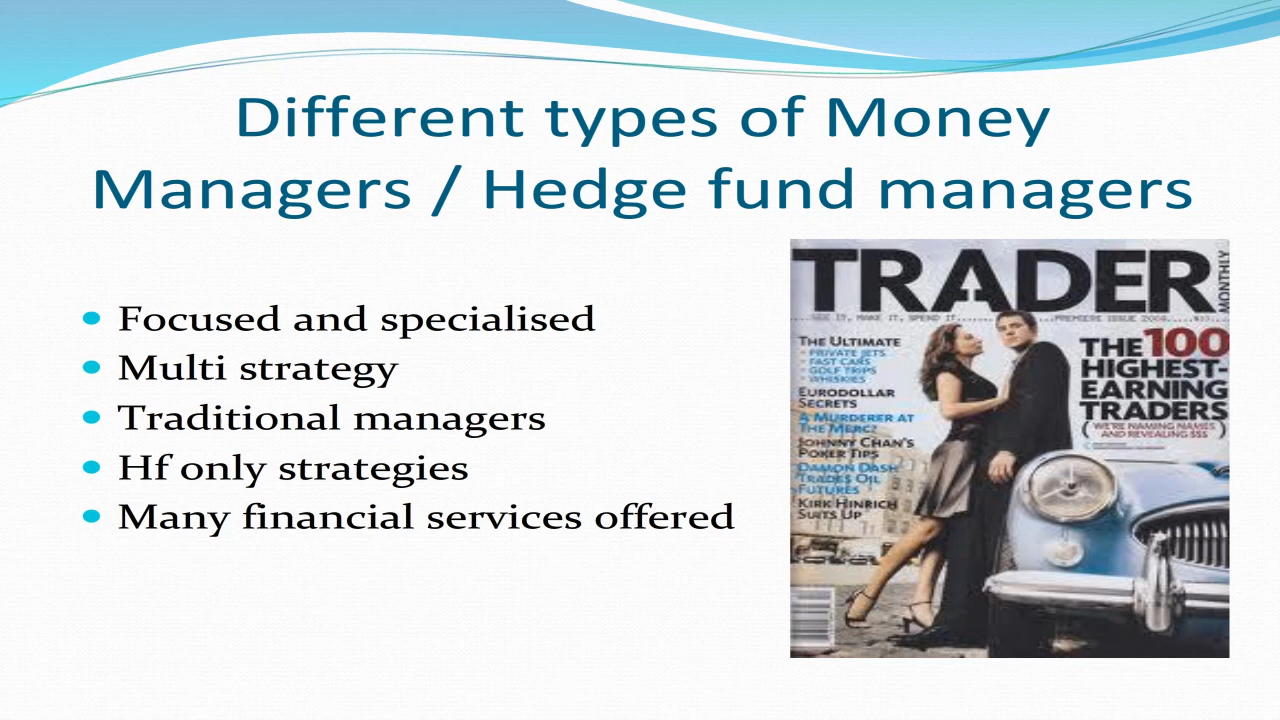 Different types of Money
Managers / Hedge fund managers
• Focused and specialised
• Multi strategy
• Traditional managers
• Hf only strategies
• Many financial services offered
TRADER
MONTHLY
SEE IT, MAKE IT, SPEND IT
PREMIERE ISSUE
THE ULTIMATE
• PRIVATE JETS
• FAST CARS
• GOLF TRIPS
• WHISKIES
EURODOLLAR
SECRETS
A MURDERER AT
THE MERC?
JOHNNY CHAN'S
POKER TIPS
DAMON DASH
TRADES OIL
FUTURES
KIRK HINRICH
SUITS UP
THE 100
HIGHEST-
EARNING
TRADERS
(WE'RE NAMING NAMES
AND REVEALING $$$)